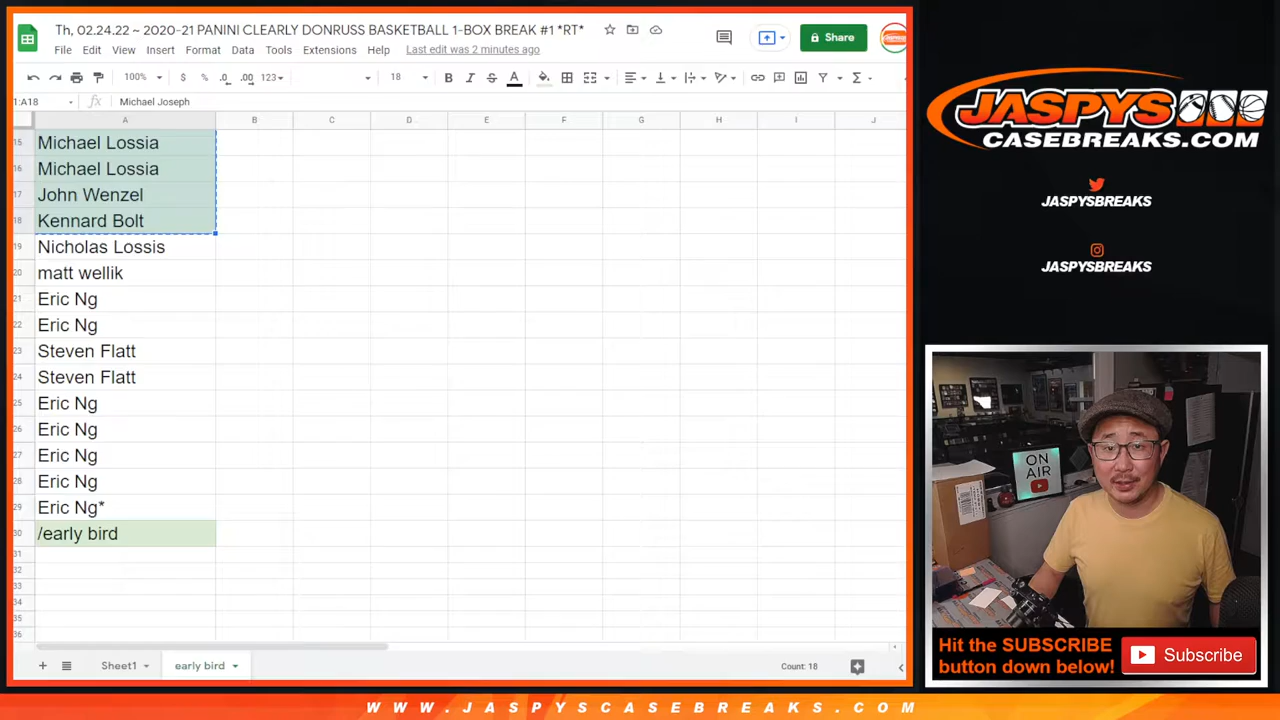 Th, 02.24.22 ~ 2020-21 PANINI CLEARLY DONRUSS BASKETBALL 1-BOX BREAK #1 *RT*
File Edit View Insert Format Data Tools Extensions Help Last edit was 2 minutes ago
Share
100% $ % .0 .00 123 18 B I S A
1:A18 fx Michael Joseph
A B C D E F G H I J
15 Michael Lossia
16 Michael Lossia
17 John Wenzel
18 Kennard Bolt
19 Nicholas Lossis
20 matt wellik
21 Eric Ng
22 Eric Ng
23 Steven Flatt
24 Steven Flatt
25 Eric Ng
26 Eric Ng
27 Eric Ng
28 Eric Ng
29 Eric Ng*
30 /early bird
31
32
33
34
35
36
Sheet1 early bird Count: 18
JASPYS
CASEBREAKS.COM
JASPYSBREAKS
JASPYSBREAKS
ON
AIR
Hit the SUBSCRIBE
button down below!
Subscribe
WWW.JASPYSCASEBREAKS.COM